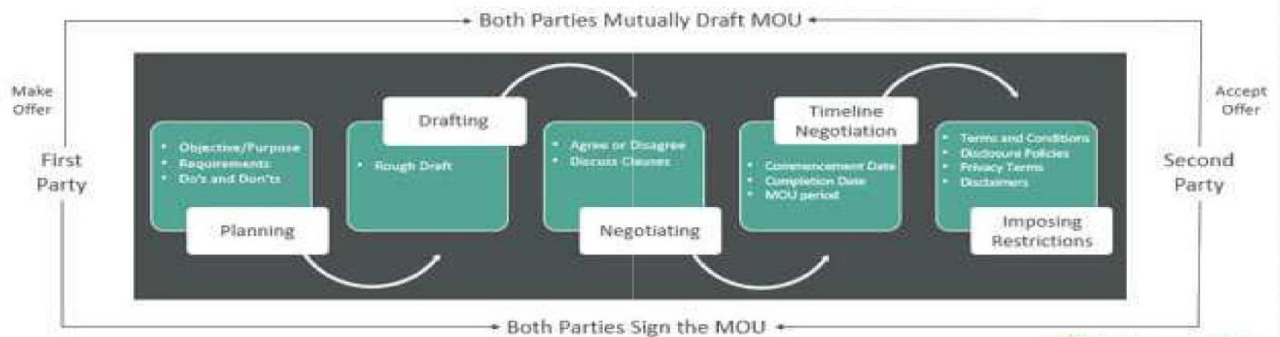 Both Parties Mutually Draft MOU
Make
Offer
First
Party
• Objective/Purpose
• Requirements
• Do's and Don'ts
Planning
Drafting
• Rough Draft
• Agree or Disagree
• Discuss Clauses
Negotiating
Timeline
Negotiation
• Commencement Date
• Completion Date
• MOU period
• Terms and Conditions
• Disclosure Policies
• Privacy Terms
• Disclaimers
Imposing
Restrictions
Accept
Offer
Second
Party
Both Parties Sign the MOU